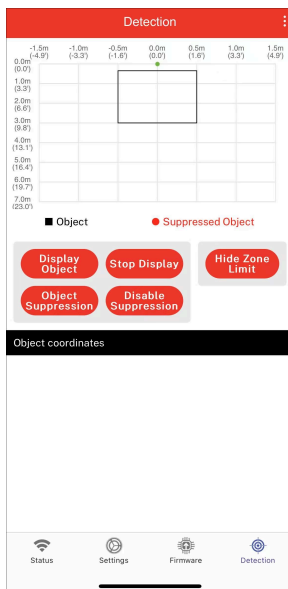 Detection
-1.5m -1.0m -0.5m 0.0m 0.5m 1.0m 1.5m
(-4.9') (-3.3') (-1.6') (0.0') (1.6') (3.3') (4.9')
0.0m
(0.0')
1.0m
(3.3')
2.0m
(6.6')
3.0m
(9.8')
4.0m
(13.1')
5.0m
(16.4')
6.0m
(19.7')
7.0m
(23.0')
Object Suppressed Object
Display Object
Stop Display
Hide Zone Limit
Object Suppression
Disable Suppression
Object coordinates
Status Settings Firmware Detection